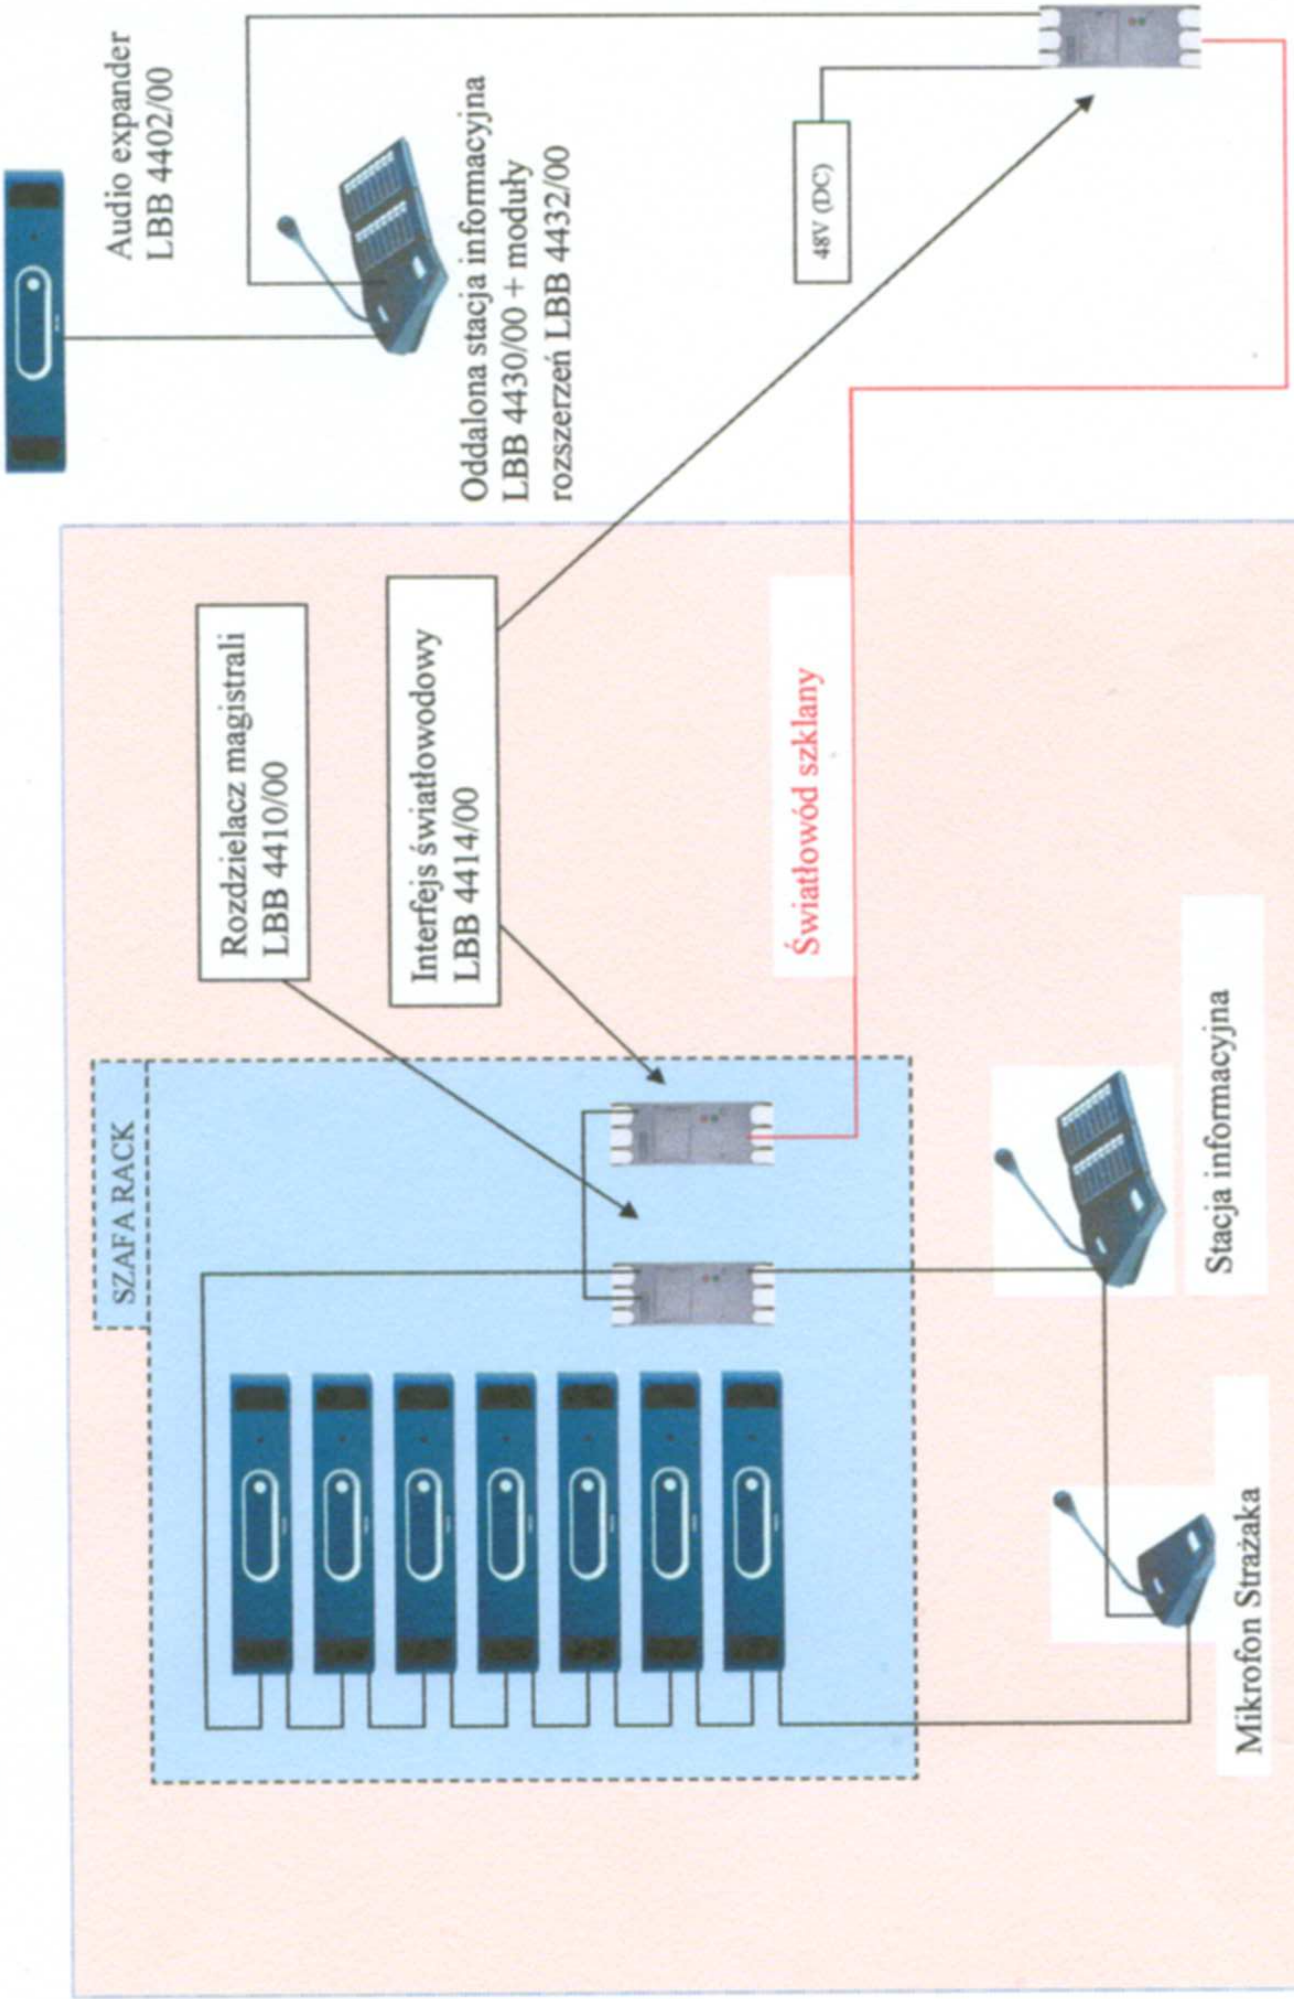 SZAFA RACK
Rozdzielacz magistrali
LBB 4410/00
Interfejs światłowodowy
LBB 4414/00
Audio expander
LBB 4402/00
Oddalona stacja informacyjna
LBB 4430/00 + moduły
rozszerzeń LBB 4432/00
48V (DC)
Światłowód szklany
Stacja informacyjna
Mikrofon Strażaka